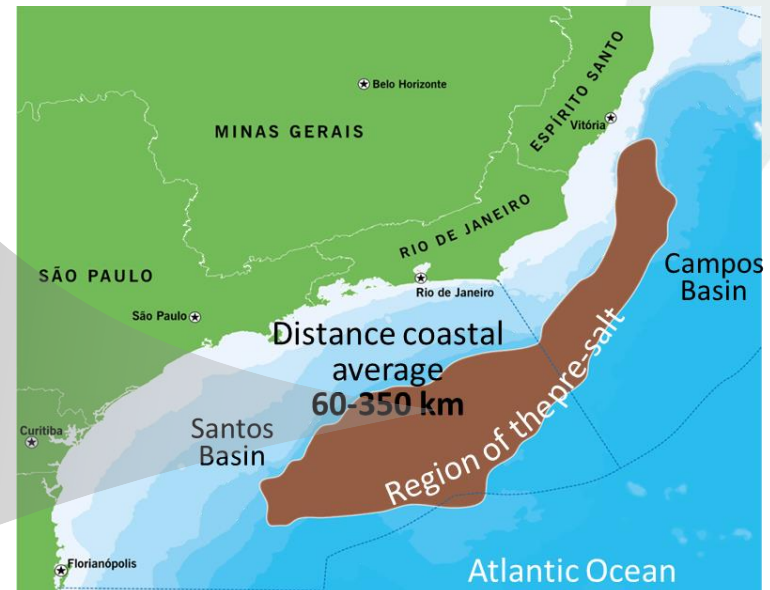 Belo Horizonte
MINAS GERAIS
ESPÍRITO SANTO
Vitória
RIO DE JANEIRO
SÃO PAULO
Rio de Janeiro
Campos
Basin
São Paulo
Distance coastal
average
60-350 km
Region of thepre-salt
Curitiba
Santos
Basin
Florianópolis
Atlantic Ocean